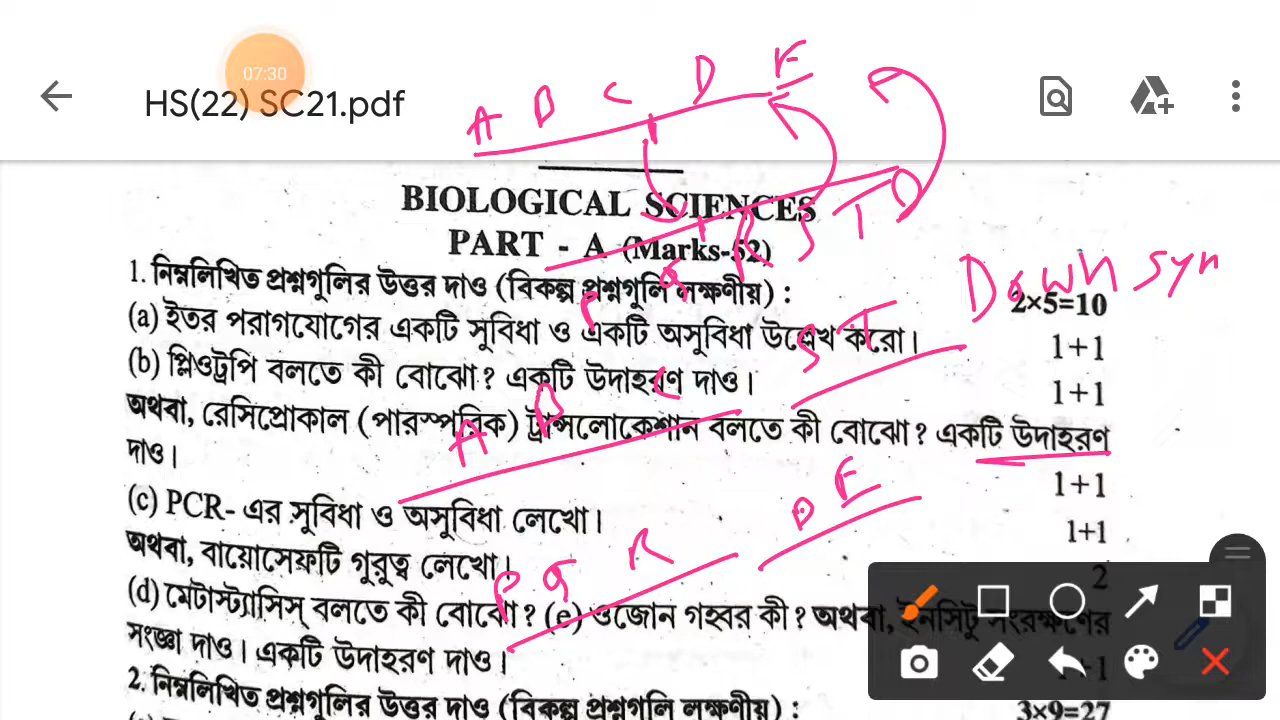 07:30
HS(22) SC21.pdf
A B C D E
BIOLOGICAL SCIENCES
PART - A (Marks-52)
P Q R S T
Down syn
1. নিম্নলিখিত প্রশ্নগুলির উত্তর দাও (বিকল্প প্রশ্নগুলি লক্ষণীয়) : 2×5=10
(a) ইতর পরাগযোগের একটি সুবিধা ও একটি অসুবিধা উল্লেখ করো। 1+1
(b) প্লিওট্রপি বলতে কী বোঝো? একটি উদাহরণ দাও। 1+1
A B C S T
অথবা, রেসিপ্রোকাল (পারস্পরিক) ট্রান্সলোকেশান বলতে কী বোঝো? একটি উদাহরণ
দাও। 1+1
(c) PCR- এর সুবিধা ও অসুবিধা লেখো। 1+1
P Q R D E
অথবা, বায়োসেফটি গুরুত্ব লেখো। 2
(d) মেটাস্ট্যাসিস্ বলতে কী বোঝো? (e) ওজোন গহ্বর কী? অথবা, ইনসিটু সংরক্ষণের
সংজ্ঞা দাও। একটি উদাহরণ দাও। 1+1
2. নিম্নলিখিত প্রশ্নগুলির উত্তর দাও (বিকল্প প্রশ্নগুলি লক্ষণীয়) : 3×9=27